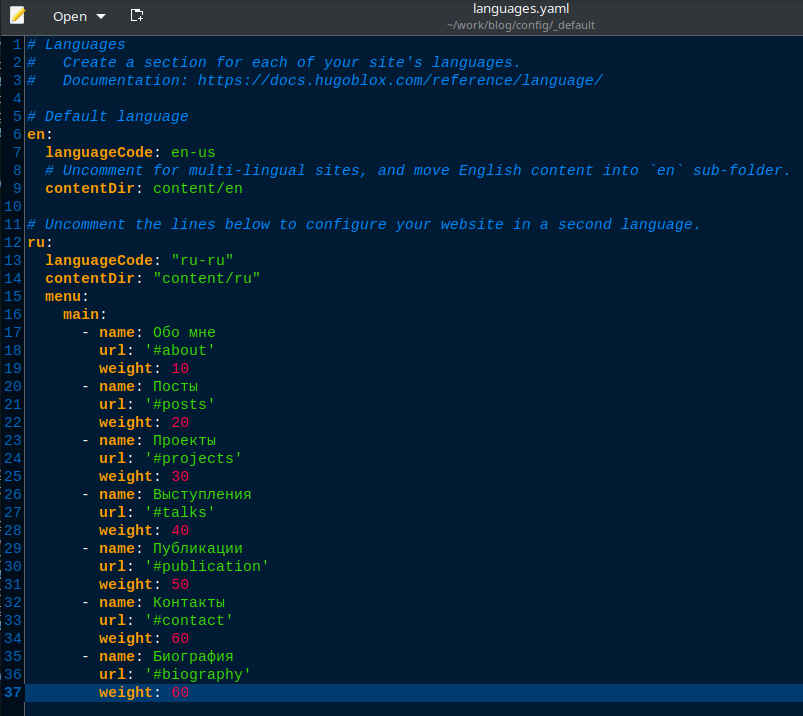 Open
languages.yaml
~/work/blog/config/_default
1 # Languages
2 #   Create a section for each of your site's languages.
3 #   Documentation: https://docs.hugoblox.com/reference/language/
4
5 # Default language
6 en:
7   languageCode: en-us
8   # Uncomment for multi-lingual sites, and move English content into `en` sub-folder.
9   contentDir: content/en
10
11 # Uncomment the lines below to configure your website in a second language.
12 ru:
13   languageCode: "ru-ru"
14   contentDir: "content/ru"
15   menu:
16     main:
17       - name: Обо мне
18         url: '#about'
19         weight: 10
20       - name: Посты
21         url: '#posts'
22         weight: 20
23       - name: Проекты
24         url: '#projects'
25         weight: 30
26       - name: Выступления
27         url: '#talks'
28         weight: 40
29       - name: Публикации
30         url: '#publication'
31         weight: 50
32       - name: Контакты
33         url: '#contact'
34         weight: 60
35       - name: Биография
36         url: '#biography'
37         weight: 60